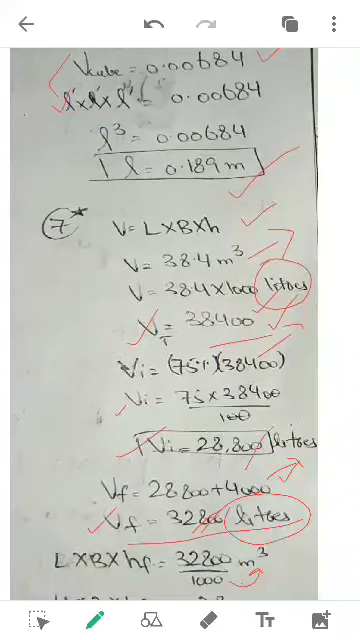 Vcube = 0.00684
l × l × l = 0.00684
l³ = 0.00684
l = 0.189 m
7* V = L×B×h
V = 38.4 m³
V = 38.4 × 1000 litres
V_T = 38400
Vi = (75%)(38400)
Vi = 75 × 38400 / 100
Vi = 28,800 litres
Vf = 28800 + 4000
Vf = 32800 litres
L×B×hf = 32800 / 1000 m³
Tt